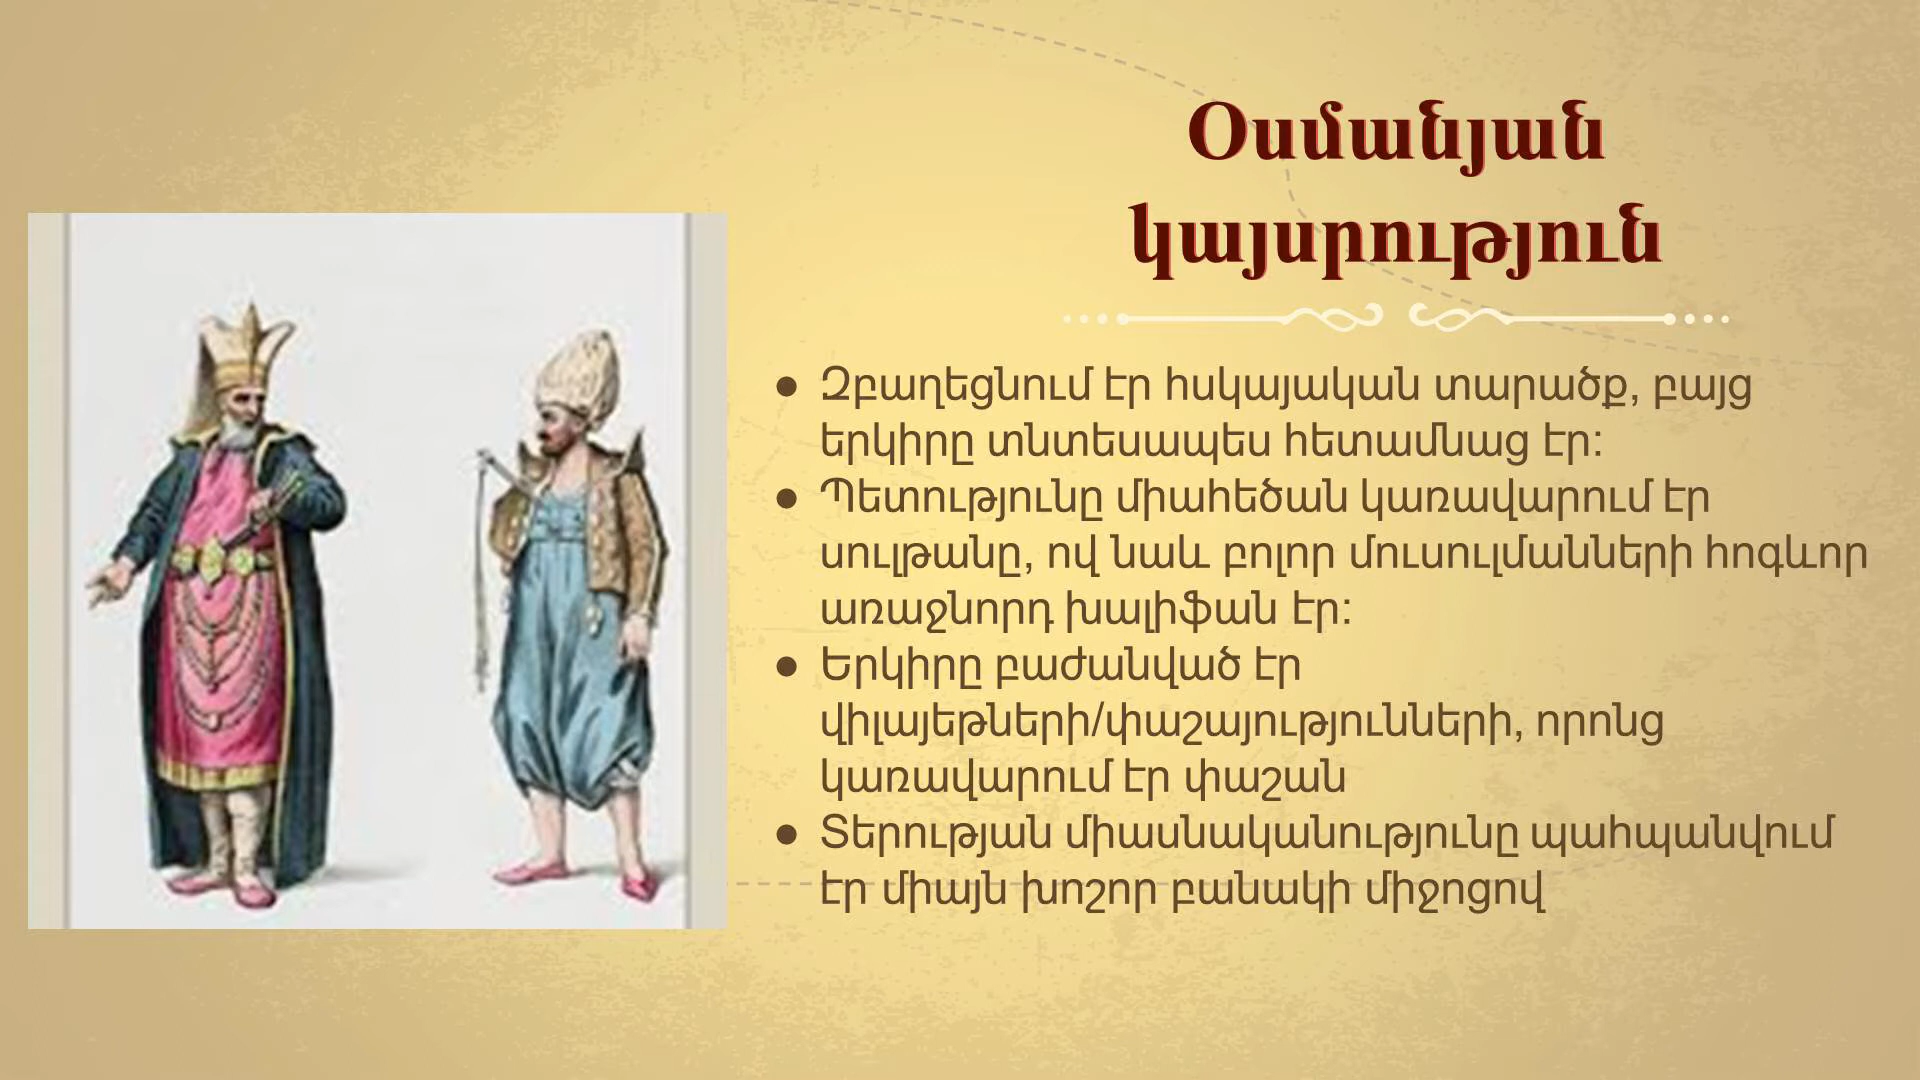 Օսմանյան
կայսրություն
● Զբաղեցնում էր հսկայական տարածք, բայց
երկիրը տնտեսապես հետամնաց էր:
● Պետությունը միահեծան կառավարում էր
սուլթանը, ով նաև բոլոր մուսուլմանների հոգևոր
առաջնորդ խալիֆան էր:
● Երկիրը բաժանված էր
վիլայեթների/փաշայությունների, որոնց
կառավարում էր փաշան
● Տերության միասնականությունը պահպանվում
էր միայն խոշոր բանակի միջոցով